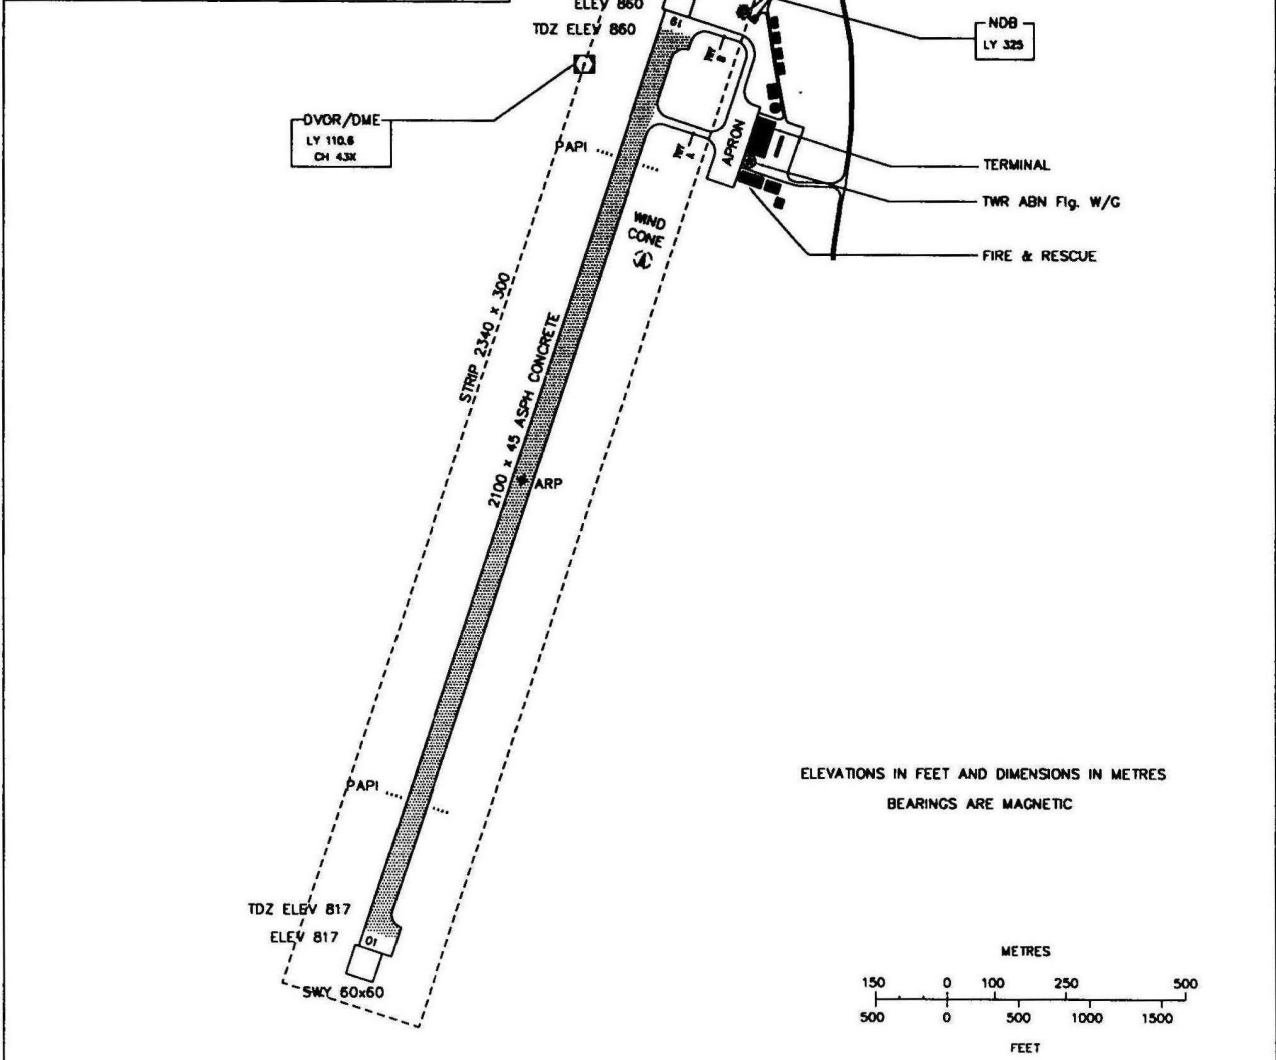 ELEV 860
TDZ ELEV 860
NDB
LY 325
19
TWY
B
DVOR/DME
LY 110.6
CH 43X
PAPI
TWY
A
APRON
TERMINAL
TWR ABN Flg. W/G
FIRE & RESCUE
WIND
CONE
STRIP 2340 x 300
2100 x 45 ASPH CONCRETE
ARP
ELEVATIONS IN FEET AND DIMENSIONS IN METRES
BEARINGS ARE MAGNETIC
PAPI
TDZ ELEV 817
ELEV 817
01
SWY 60x60
METRES
150 0 100 250 500
500 0 500 1000 1500
FEET